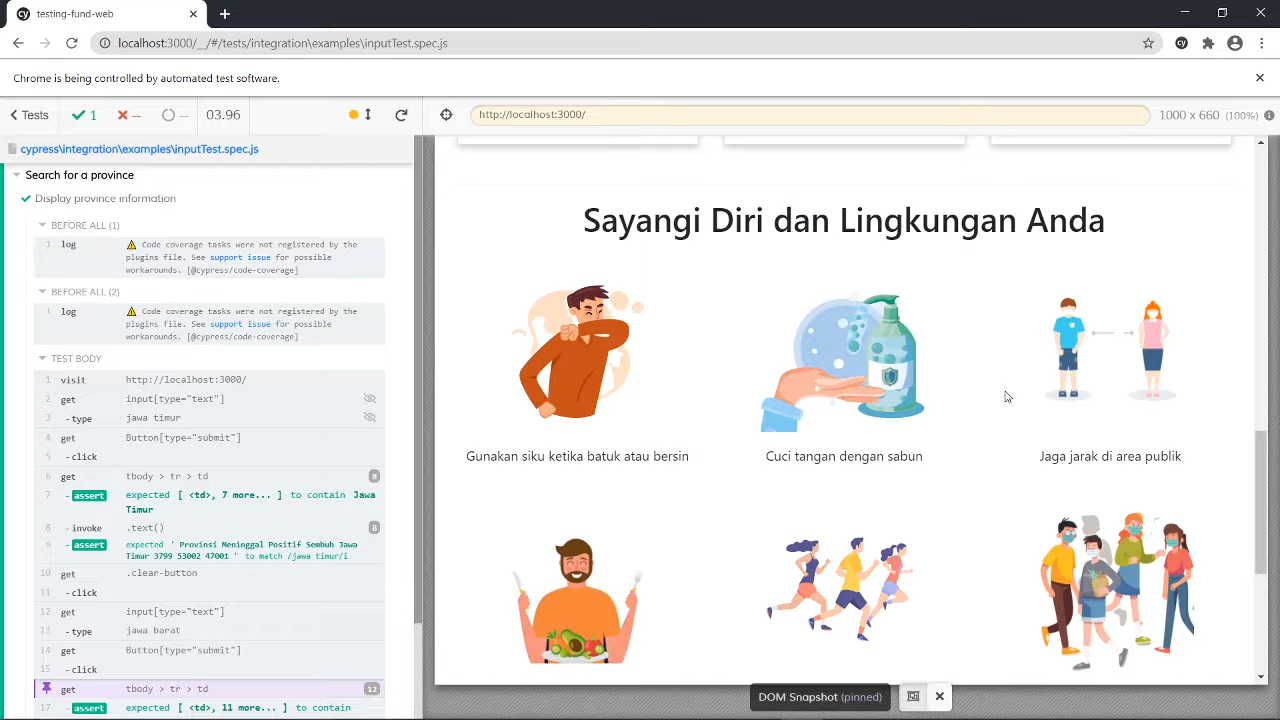 testing-fund-web
localhost:3000/__/#/tests/integration\examples\inputTest.spec.js
Chrome is being controlled by automated test software.
Tests 1 -- -- 03.96
http://localhost:3000/ 1000 x 660 (100%)
cypress\integration\examples\inputTest.spec.js
Search for a province
Display province information
BEFORE ALL (1)
1 log Code coverage tasks were not registered by the
plugins file. See support issue for possible
workarounds. [@cypress/code-coverage]
BEFORE ALL (2)
1 log Code coverage tasks were not registered by the
plugins file. See support issue for possible
workarounds. [@cypress/code-coverage]
TEST BODY
1 visit http://localhost:3000/
2 get input[type="text"]
3 -type jawa timur
4 get Button[type="submit"]
5 -click
6 get tbody > tr > td 8
7 -assert expected [ <td>, 7 more... ] to contain Jawa
Timur
8 -invoke .text() 8
9 -assert expected ' Provinsi Meninggal Positif Sembuh Jawa
Timur 3799 53002 47001 ' to match /jawa timur/i
10 get .clear-button
11 -click
12 get input[type="text"]
13 -type jawa barat
14 get Button[type="submit"]
15 -click
get tbody > tr > td 12
17 -assert expected [ <td>, 11 more... ] to contain
Sayangi Diri dan Lingkungan Anda
Gunakan siku ketika batuk atau bersin
Cuci tangan dengan sabun
Jaga jarak di area publik
DOM Snapshot (pinned)